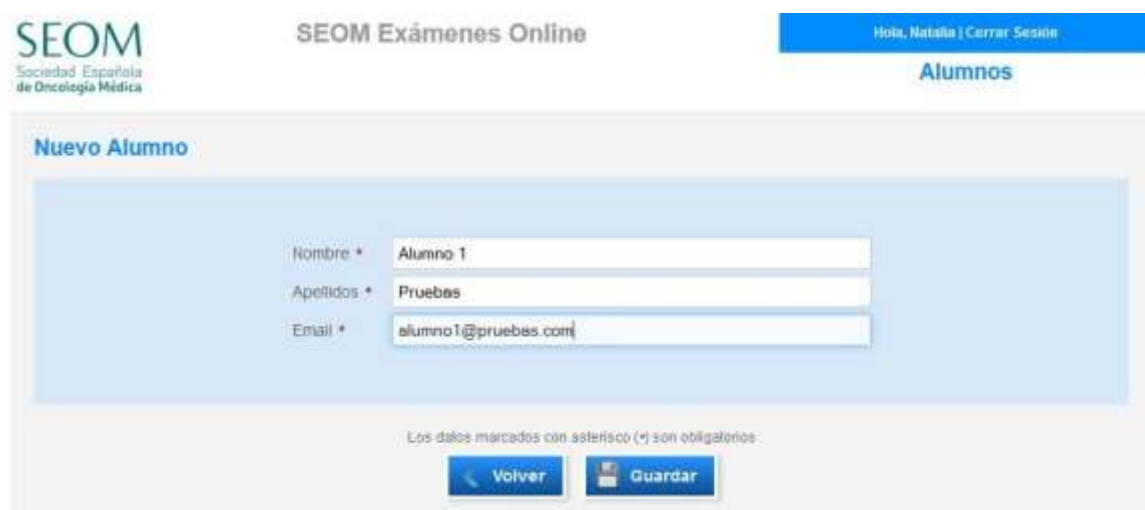 SEOM
Sociedad Española
de Oncología Médica
SEOM Exámenes Online
Hola, Natalia | Cerrar Sesión
Alumnos
Nuevo Alumno
Nombre * Alumno 1
Apellidos * Pruebas
Email * alumno1@pruebas.com
Los datos marcados con asterisco (*) son obligatorios
Volver Guardar